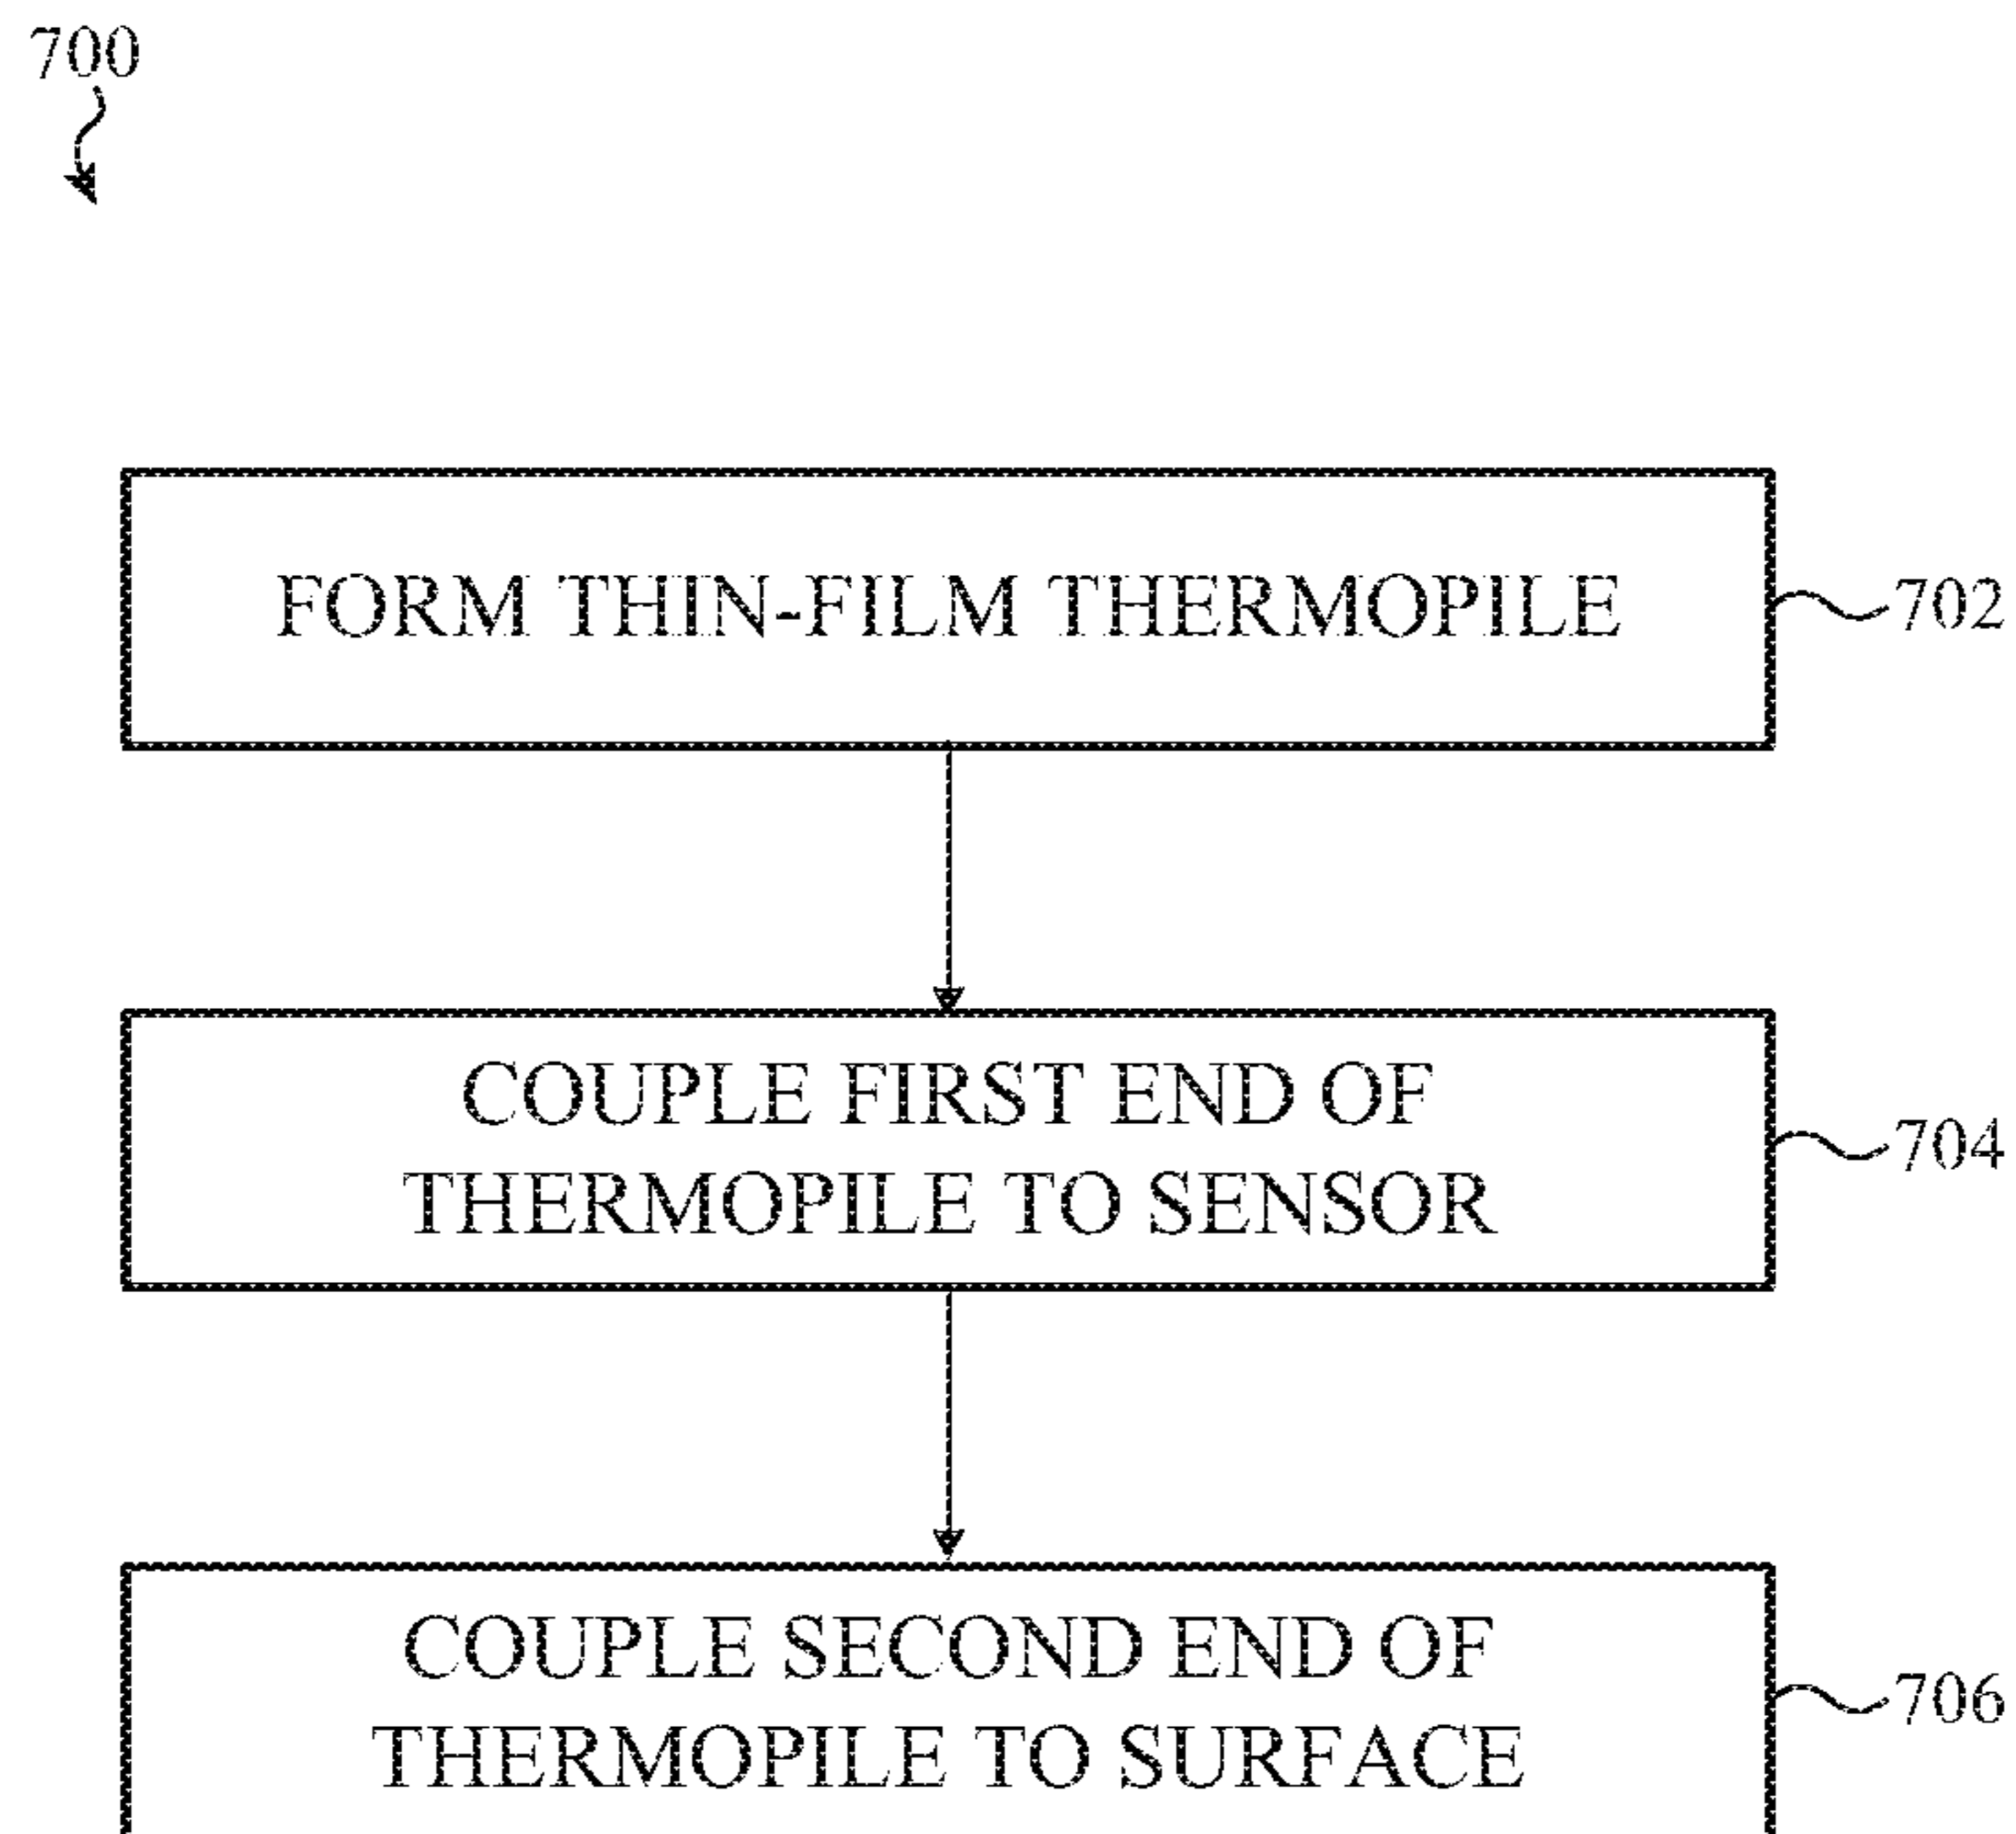 700
FORM THIN-FILM THERMOPILE
702
COUPLE FIRST END OF
THERMOPILE TO SENSOR
704
COUPLE SECOND END OF
THERMOPILE TO SURFACE
706